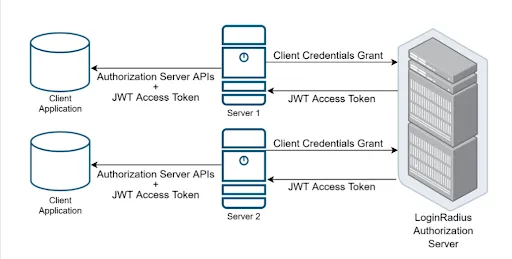 Client Credentials Grant
Authorization Server APIs
+
JWT Access Token
JWT Access Token
Client
Application
Server 1
Client Credentials Grant
Authorization Server APIs
+
JWT Access Token
JWT Access Token
Client
Application
Server 2
LoginRadius
Authorization
Server